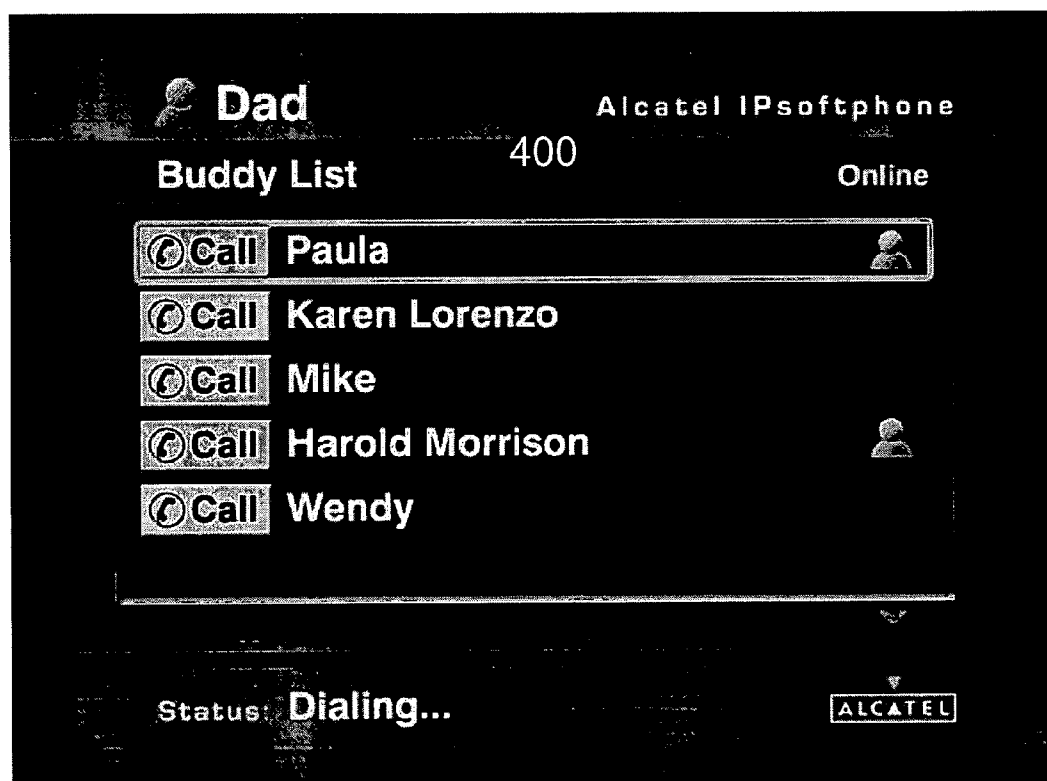 Dad
Alcatel IPsoftphone
400
Buddy List
Online
Call Paula
Call Karen Lorenzo
Call Mike
Call Harold Morrison
Call Wendy
Status: Dialing...
ALCATEL